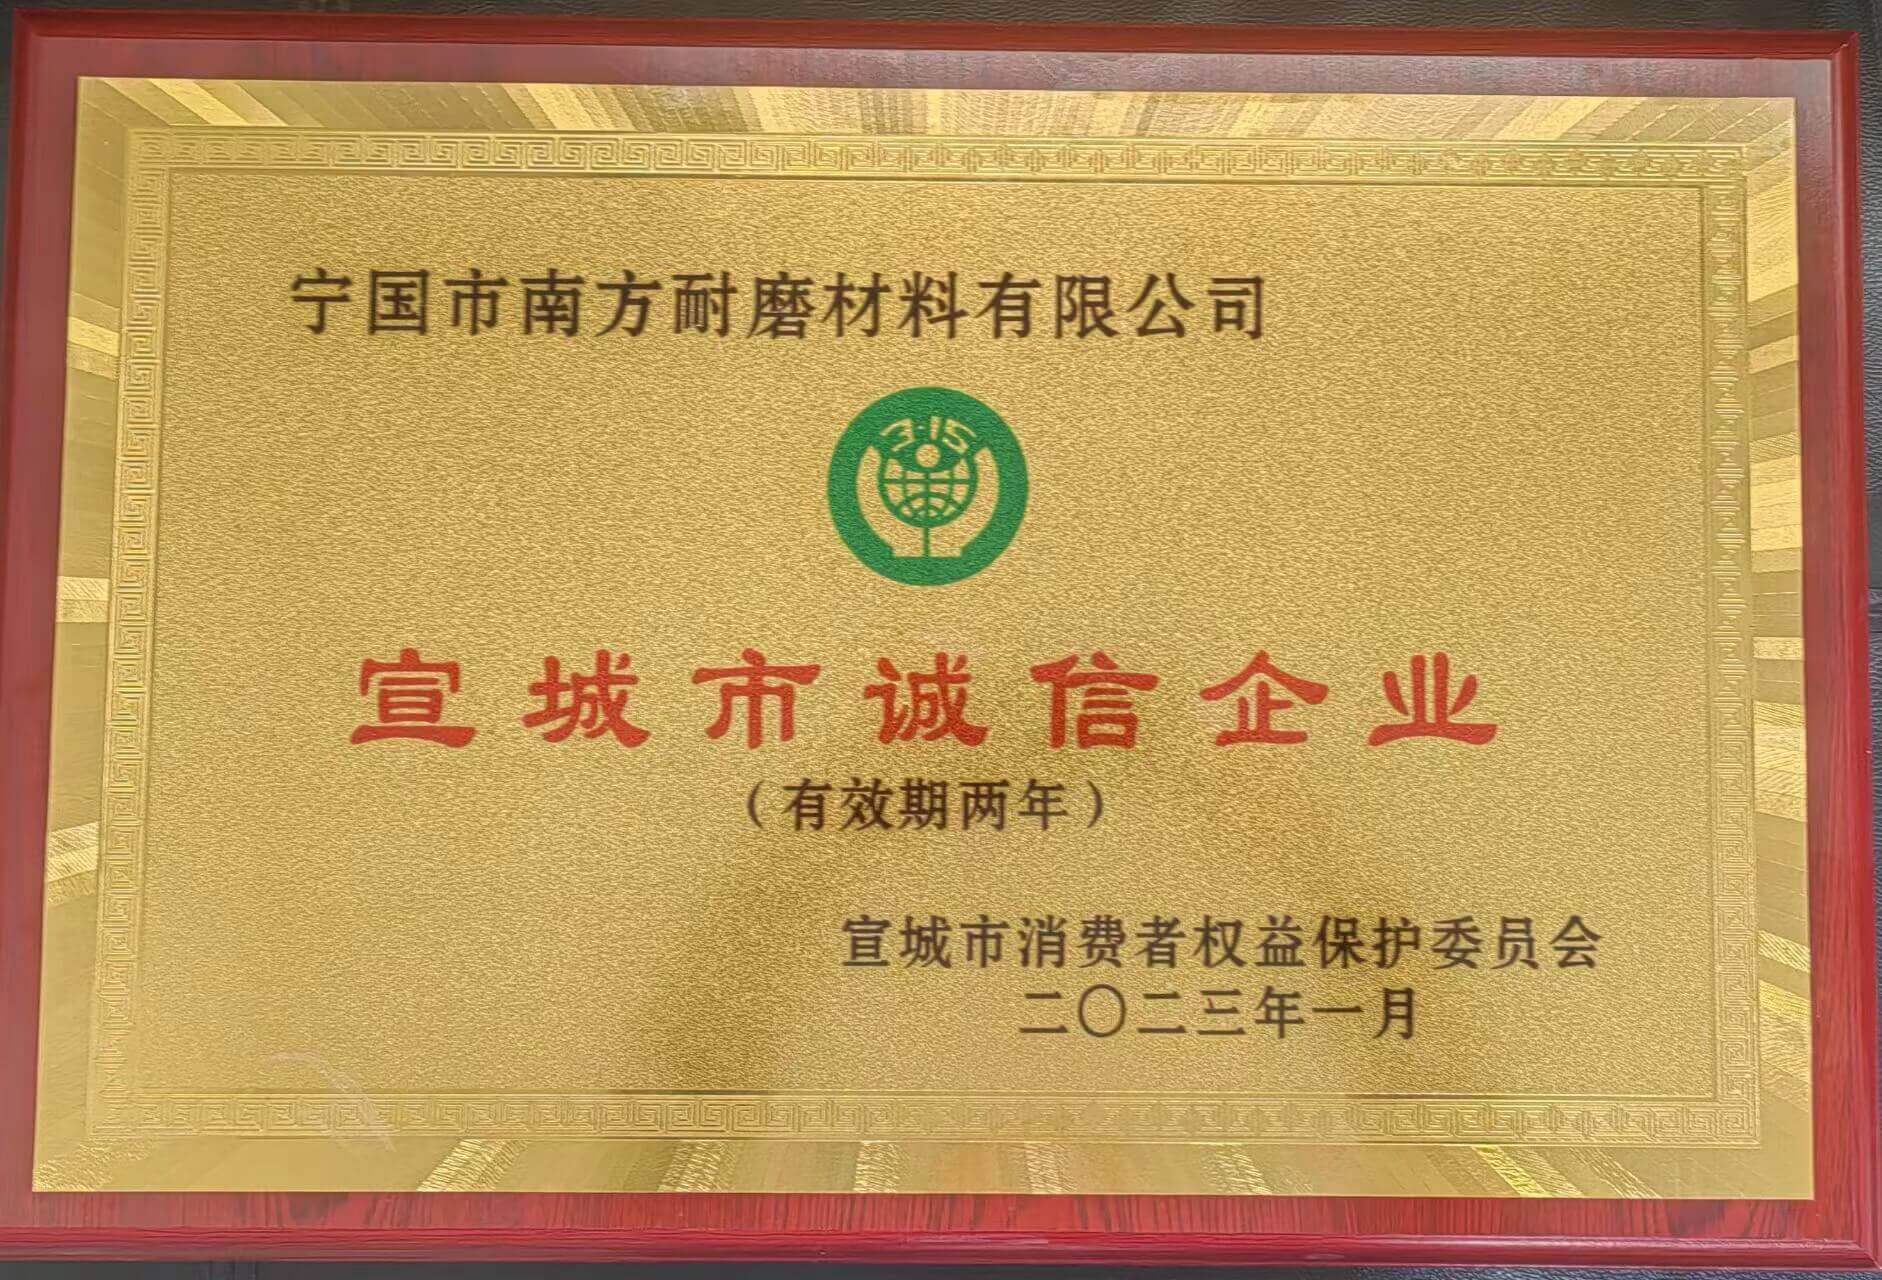 宁国市南方耐磨材料有限公司
3·15
宣城市诚信企业
（有效期两年）
宣城市消费者权益保护委员会
二〇二三年一月